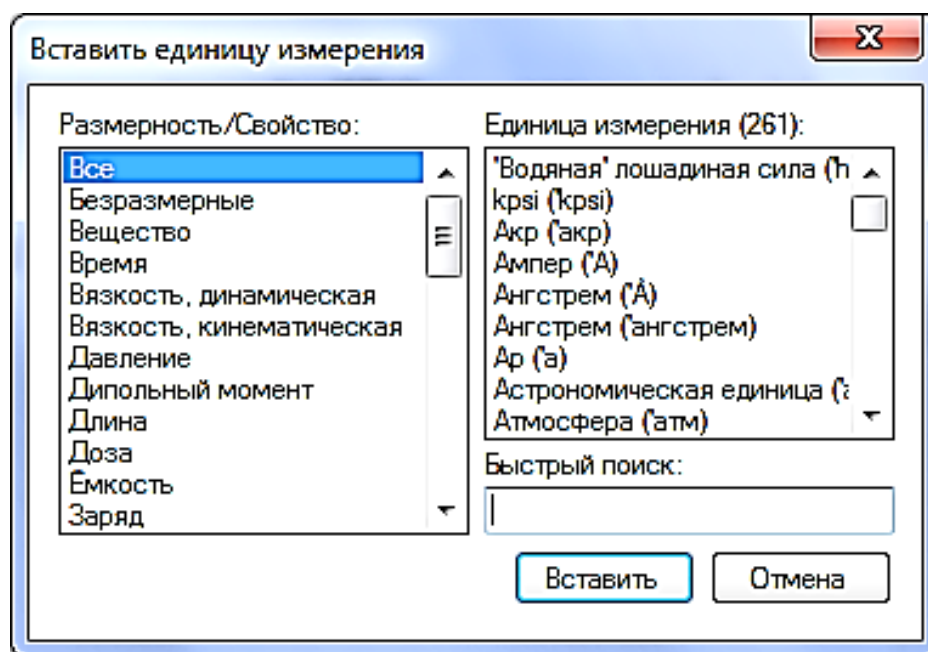 Вставить единицу измерения
Размерность/Свойство:
Все
Безразмерные
Вещество
Время
Вязкость, динамическая
Вязкость, кинематическая
Давление
Дипольный момент
Длина
Доза
Ёмкость
Заряд
Единица измерения (261):
"Водяная" лошадиная сила ('h
kpsi ('kpsi)
Акр ('акр)
Ампер ('A)
Ангстрем ('Å)
Ангстрем ('ангстрем)
Ар ('а)
Астрономическая единица ('а
Атмосфера ('атм)
Быстрый поиск:
Вставить
Отмена